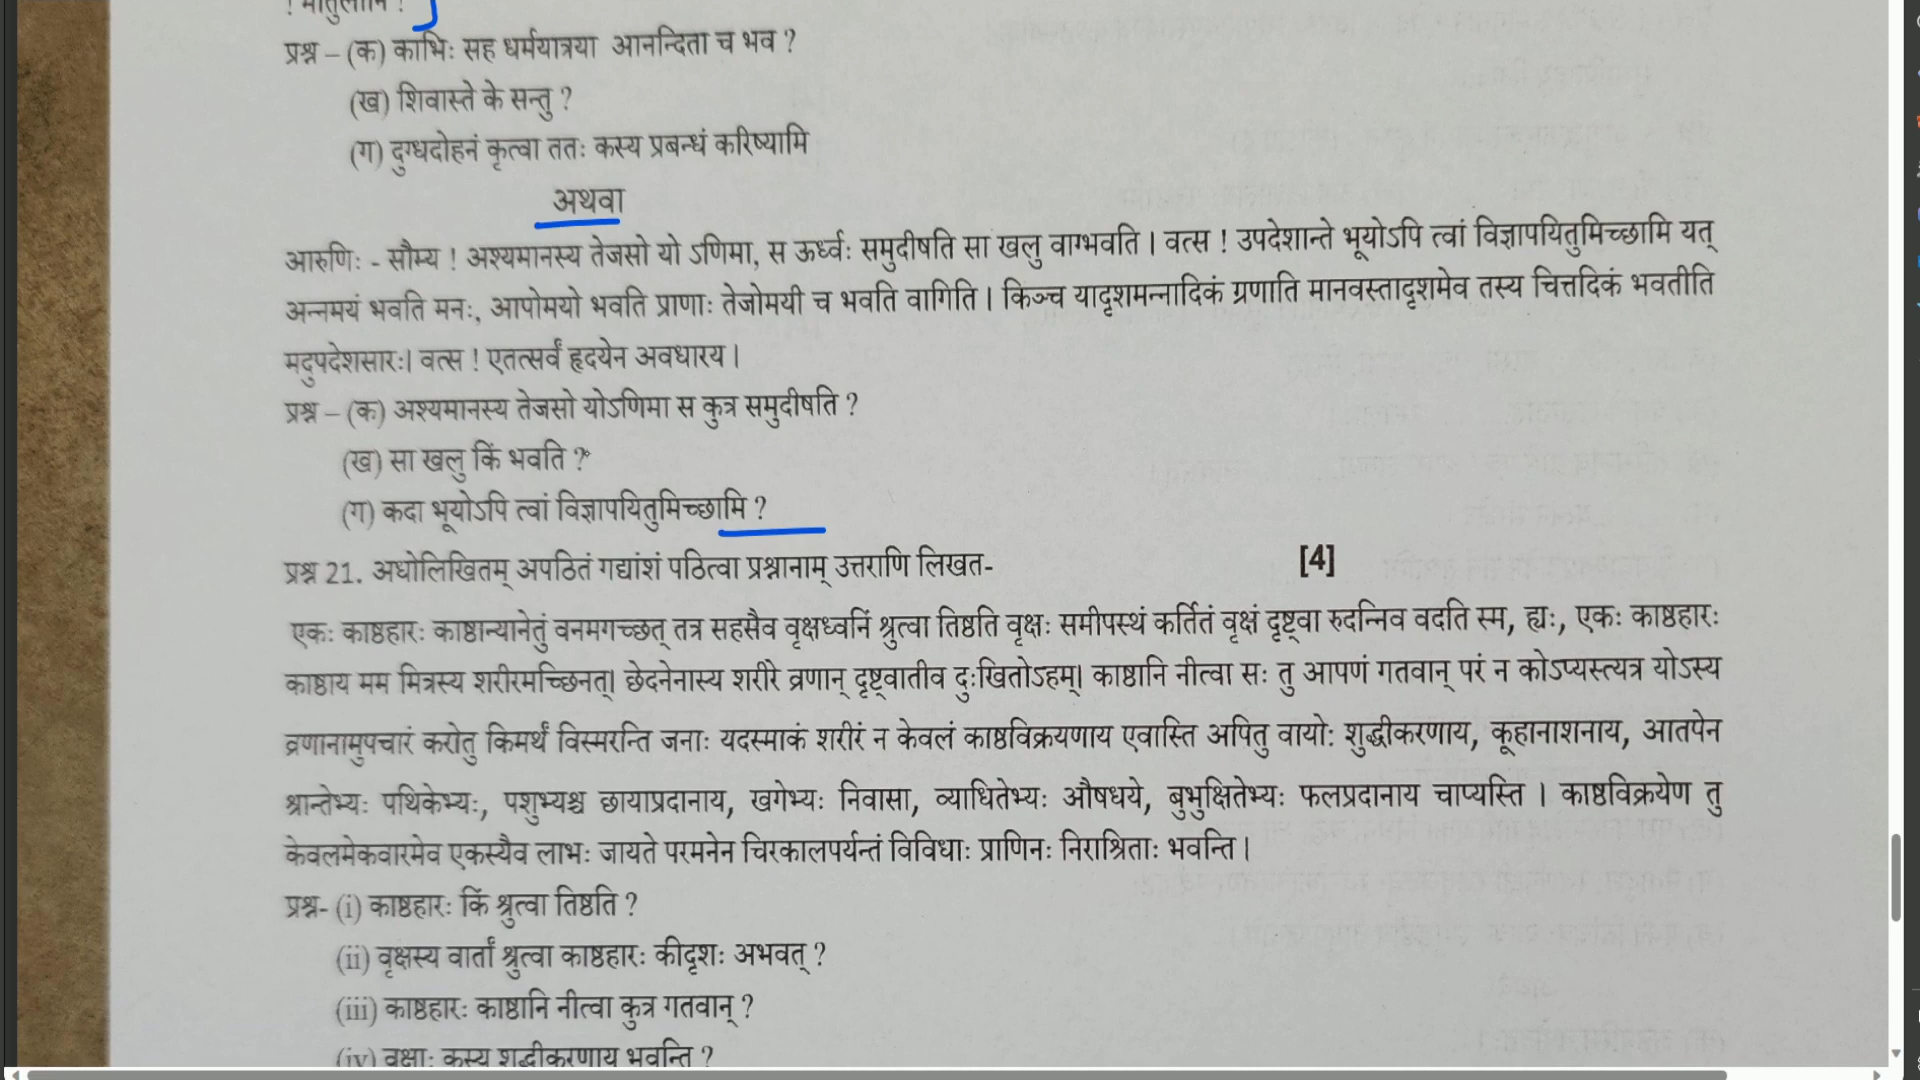 ! मातुलानि !
प्रश्न – (क) काभिः सह धर्मयात्रया आनन्दिता च भव ?
(ख) शिवास्ते के सन्तु ?
(ग) दुग्धदोहनं कृत्वा ततः कस्य प्रबन्धं करिष्यामि
अथवा
आरुणिः - सौम्य ! अश्यमानस्य तेजसो यो ऽणिमा, स ऊर्ध्वः समुदीषति सा खलु वाग्भवति । वत्स ! उपदेशान्ते भूयोऽपि त्वां विज्ञापयितुमिच्छामि यत्
अन्नमयं भवति मनः, आपोमयो भवति प्राणाः तेजोमयी च भवति वागिति । किञ्च यादृशमन्नादिकं ग्रणाति मानवस्तादृशमेव तस्य चित्तदिकं भवतीति
मदुपदेशसारः। वत्स ! एतत्सर्वं हृदयेन अवधारय ।
प्रश्न – (क) अश्यमानस्य तेजसो योऽणिमा स कुत्र समुदीषति ?
(ख) सा खलु किं भवति ?
(ग) कदा भूयोऽपि त्वां विज्ञापयितुमिच्छामि ?
प्रश्न 21. अधोलिखितम् अपठितं गद्यांशं पठित्वा प्रश्नानाम् उत्तराणि लिखत- [4]
एकः काष्ठहारः काष्ठान्यानेतुं वनमगच्छत् तत्र सहसैव वृक्षध्वनिं श्रुत्वा तिष्ठति वृक्षः समीपस्थं कर्तितं वृक्षं दृष्ट्वा रुदन्निव वदति स्म, ह्यः, एकः काष्ठहारः
काष्ठाय मम मित्रस्य शरीरमच्छिनत्। छेदनेनास्य शरीरे व्रणान् दृष्ट्वातीव दुःखितोऽहम्। काष्ठानि नीत्वा सः तु आपणं गतवान् परं न कोऽप्यस्त्यत्र योऽस्य
व्रणानामुपचारं करोतु किमर्थं विस्मरन्ति जनाः यदस्माकं शरीरं न केवलं काष्ठविक्रयणाय एवास्ति अपितु वायोः शुद्धीकरणाय, कूहानाशनाय, आतपेन
श्रान्तेभ्यः पथिकेभ्यः, पशुभ्यश्च छायाप्रदानाय, खगेभ्यः निवासा, व्याधितेभ्यः औषधये, बुभुक्षितेभ्यः फलप्रदानाय चाप्यस्ति । काष्ठविक्रयेण तु
केवलमेकवारमेव एकस्यैव लाभः जायते परमनेन चिरकालपर्यन्तं विविधाः प्राणिनः निराश्रिताः भवन्ति ।
प्रश्न- (i) काष्ठहारः किं श्रुत्वा तिष्ठति ?
(ii) वृक्षस्य वार्तां श्रुत्वा काष्ठहारः कीदृशः अभवत् ?
(iii) काष्ठहारः काष्ठानि नीत्वा कुत्र गतवान् ?
(iv) वृक्षाः कस्य शुद्धीकरणाय भवन्ति ?